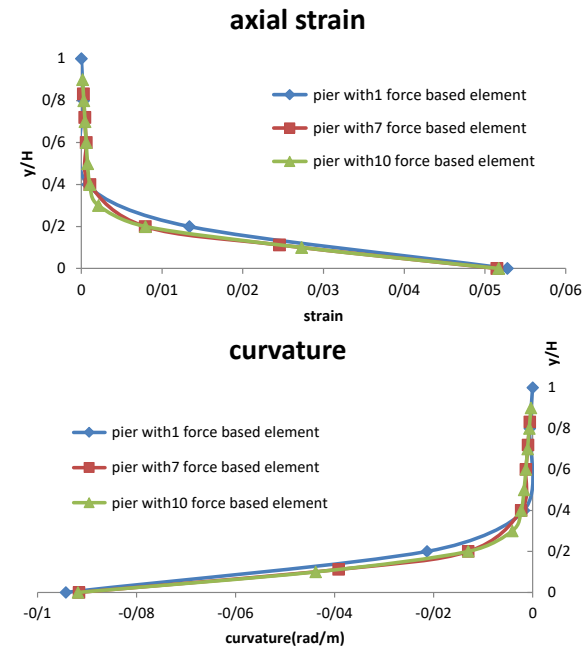 axial strain
1
0/8
0/6
0/4
0/2
0
y/H
pier with1 force based element
pier with7 force based element
pier with10 force based element
0
0/01
0/02
0/03
0/04
0/05
0/06
strain
curvature
y/H
1
0/8
0/6
0/4
0/2
0
pier with1 force based element
pier with7 force based element
pier with10 force based element
-0/1
-0/08
-0/06
-0/04
-0/02
0
curvature(rad/m)